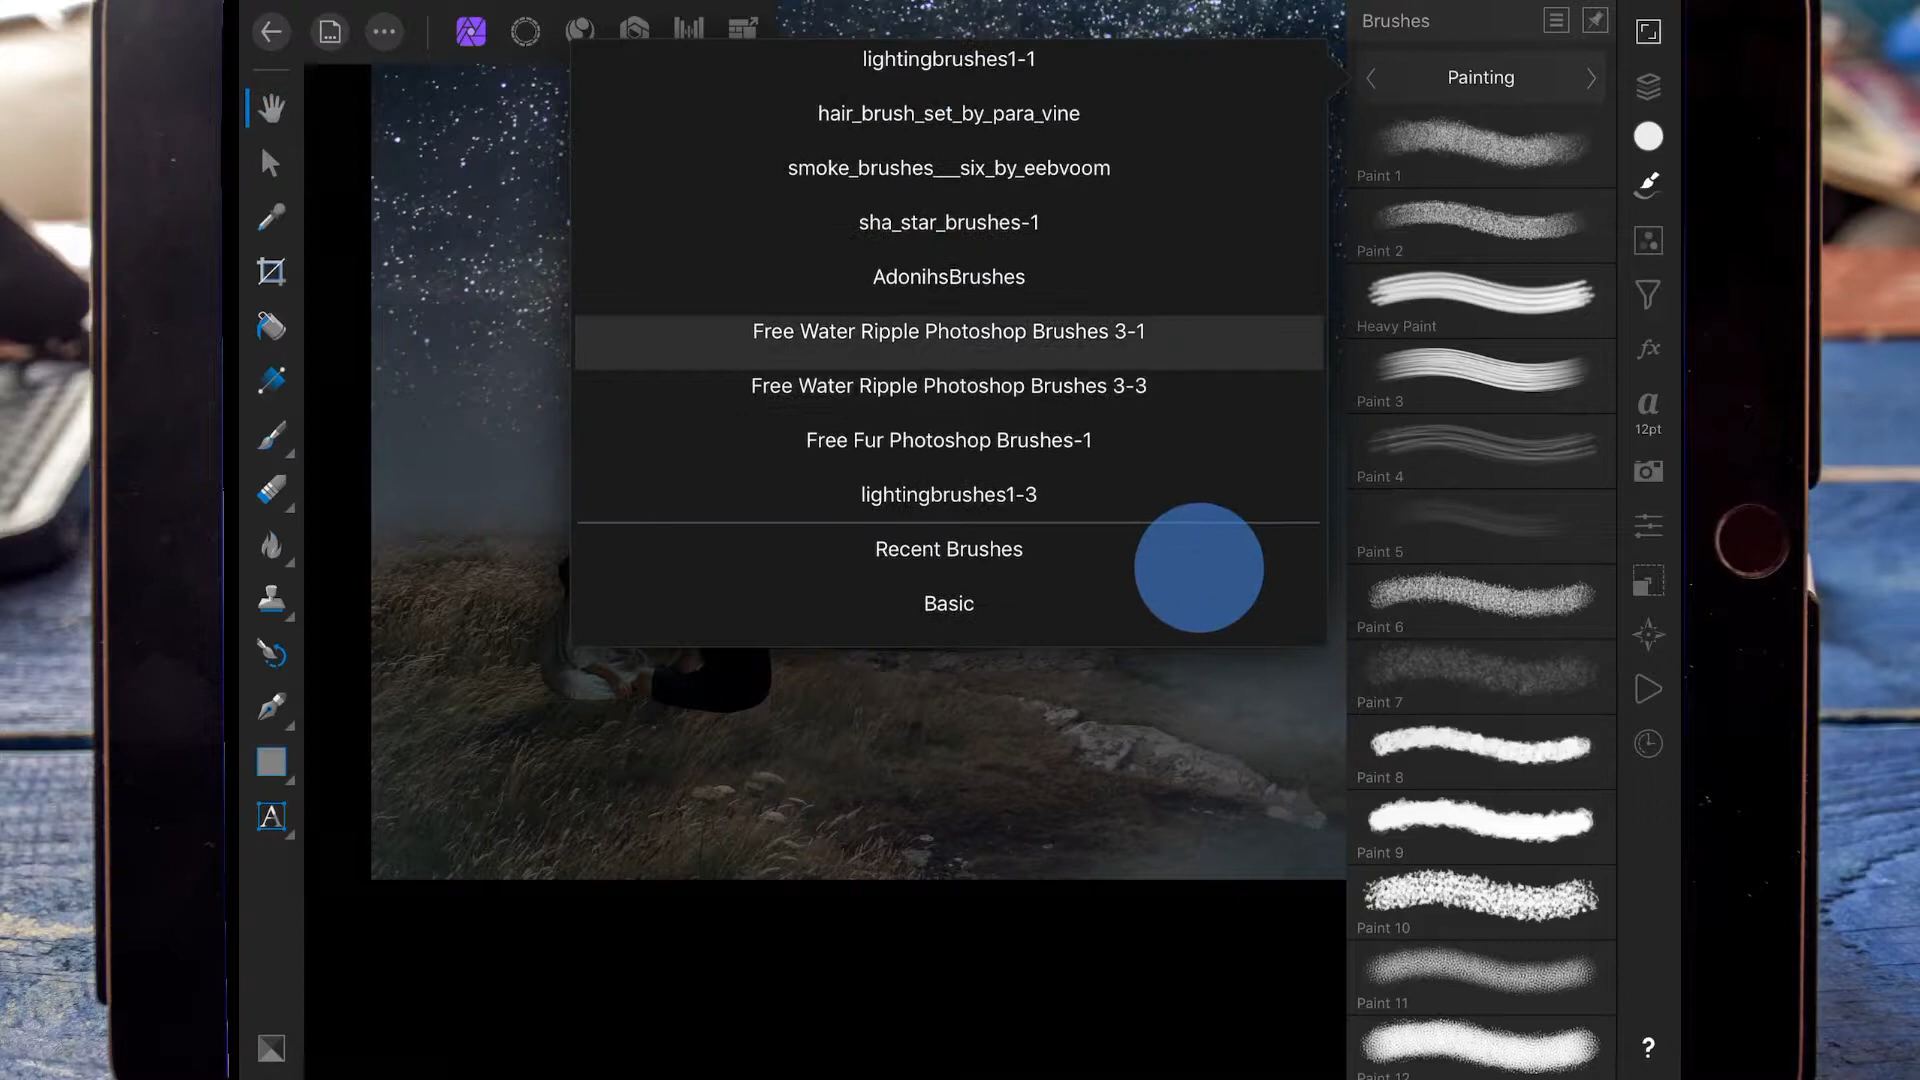 Brushes
Painting
lightingbrushes1-1
hair_brush_set_by_para_vine
smoke_brushes___six_by_eebvoom
sha_star_brushes-1
AdonihsBrushes
Free Water Ripple Photoshop Brushes 3-1
Free Water Ripple Photoshop Brushes 3-3
Free Fur Photoshop Brushes-1
lightingbrushes1-3
Recent Brushes
Basic
Paint 1
Paint 2
Heavy Paint
Paint 3
Paint 4
Paint 5
Paint 6
Paint 7
Paint 8
Paint 9
Paint 10
Paint 11
Paint 12
fx
a
12pt
A
?